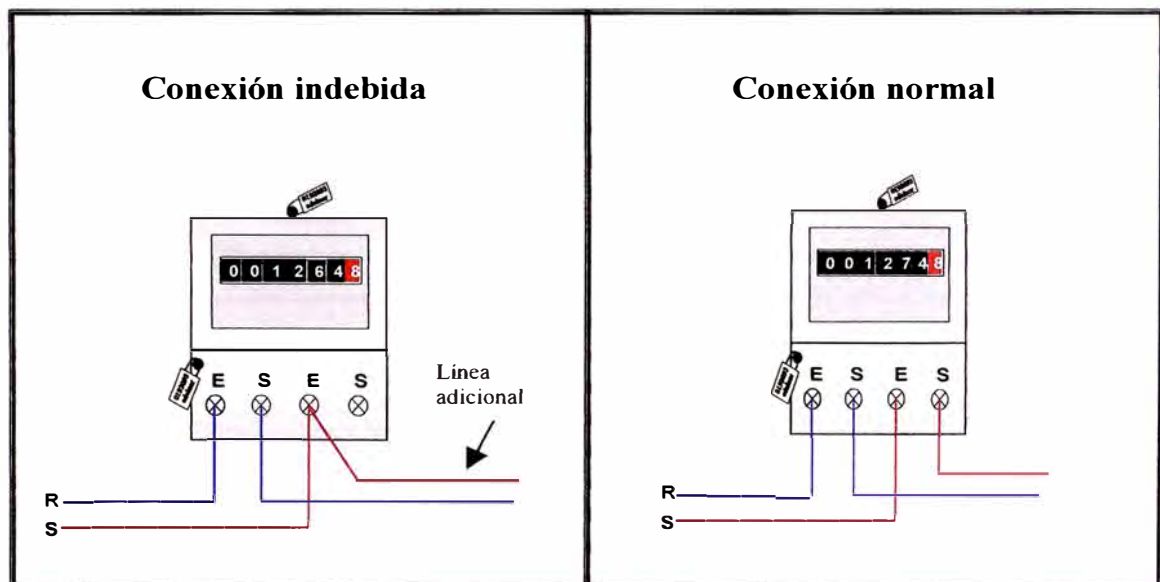 Conexión indebida
0 0 1 2 6 4 8
E S E S
Línea
adicional
R
S
Conexión normal
0 0 1 2 7 4 8
E S E S
R
S